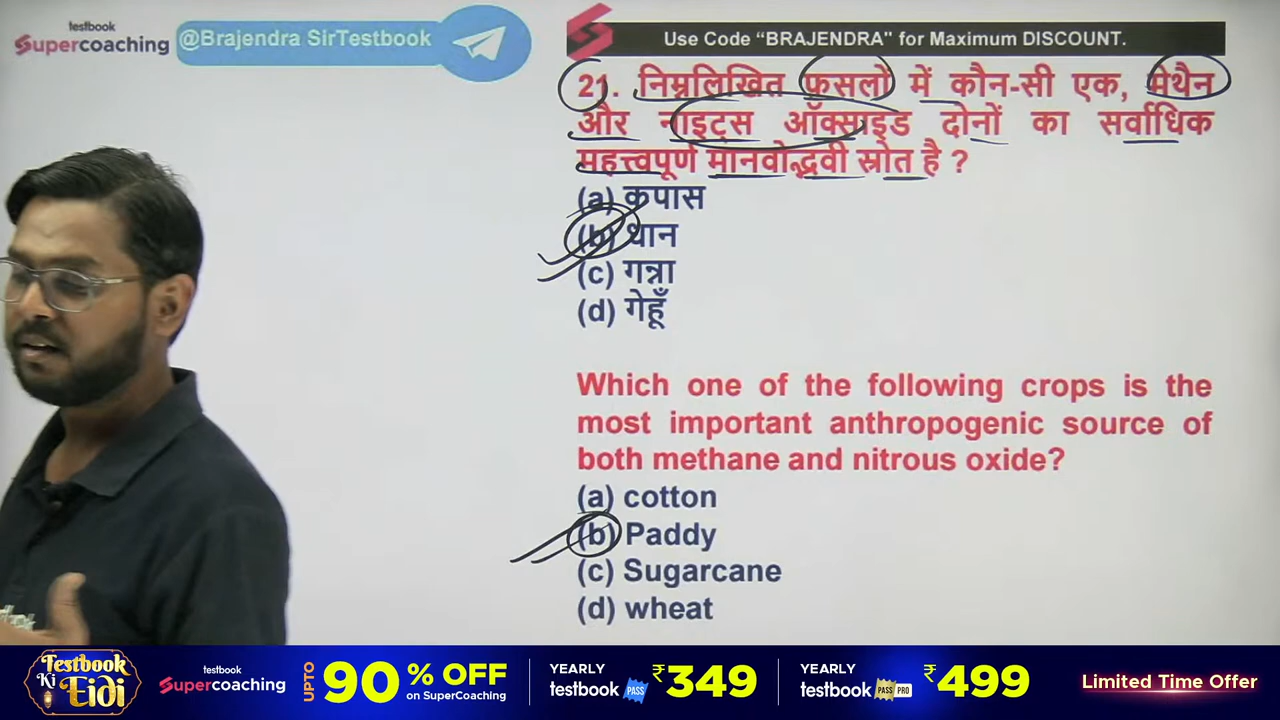 testbook
Supercoaching
@Brajendra SirTestbook
Use Code “BRAJENDRA" for Maximum DISCOUNT.
21. निम्नलिखित फसलों में कौन-सी एक, मेथैन
और नाइट्स ऑक्साइड दोनों का सर्वाधिक
महत्त्वपूर्ण मानवोद्भवी स्रोत है ?
(a) कपास
(b) धान
(c) गन्ना
(d) गेहूँ
Which one of the following crops is the
most important anthropogenic source of
both methane and nitrous oxide?
(a) cotton
(b) Paddy
(c) Sugarcane
(d) wheat
Testbook Ki Eidi
testbook
Supercoaching
UPTO 90 % OFF
on SuperCoaching
YEARLY
testbook PASS
₹349
YEARLY
testbook PASS PRO
₹499
Limited Time Offer